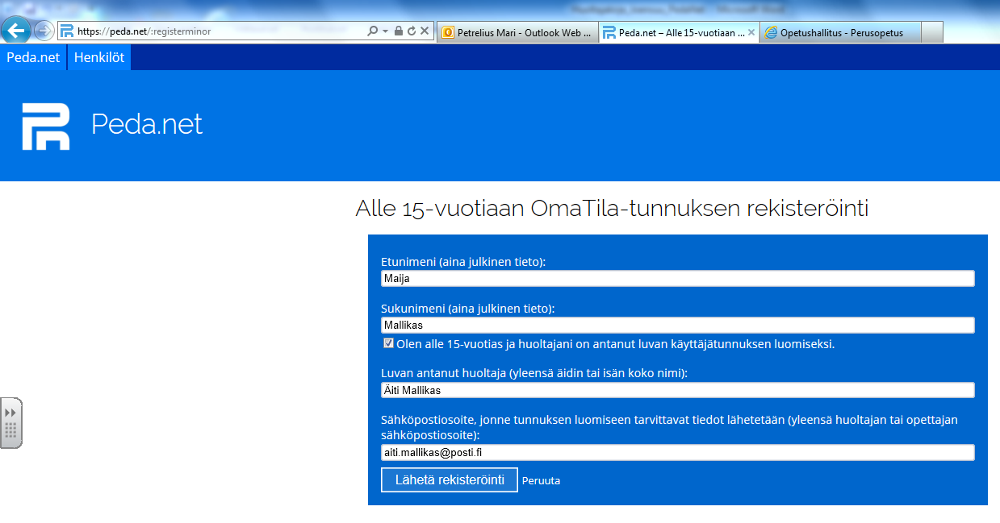 https://peda.net/:registerminor
Petrelius Mari - Outlook Web ...
Peda.net – Alle 15-vuotiaan ...
Opetushallitus - Perusopetus
Peda.net
Henkilöt
Peda.net
Alle 15-vuotiaan OmaTila-tunnuksen rekisteröinti
Etunimeni (aina julkinen tieto):
Maija
Sukunimeni (aina julkinen tieto):
Mallikas
Olen alle 15-vuotias ja huoltajani on antanut luvan käyttäjätunnuksen luomiseksi.
Luvan antanut huoltaja (yleensä äidin tai isän koko nimi):
Äiti Mallikas
Sähköpostiosoite, jonne tunnuksen luomiseen tarvittavat tiedot lähetetään (yleensä huoltajan tai opettajan
sähköpostiosoite):
aiti.mallikas@posti.fi
Lähetä rekisteröinti
Peruuta